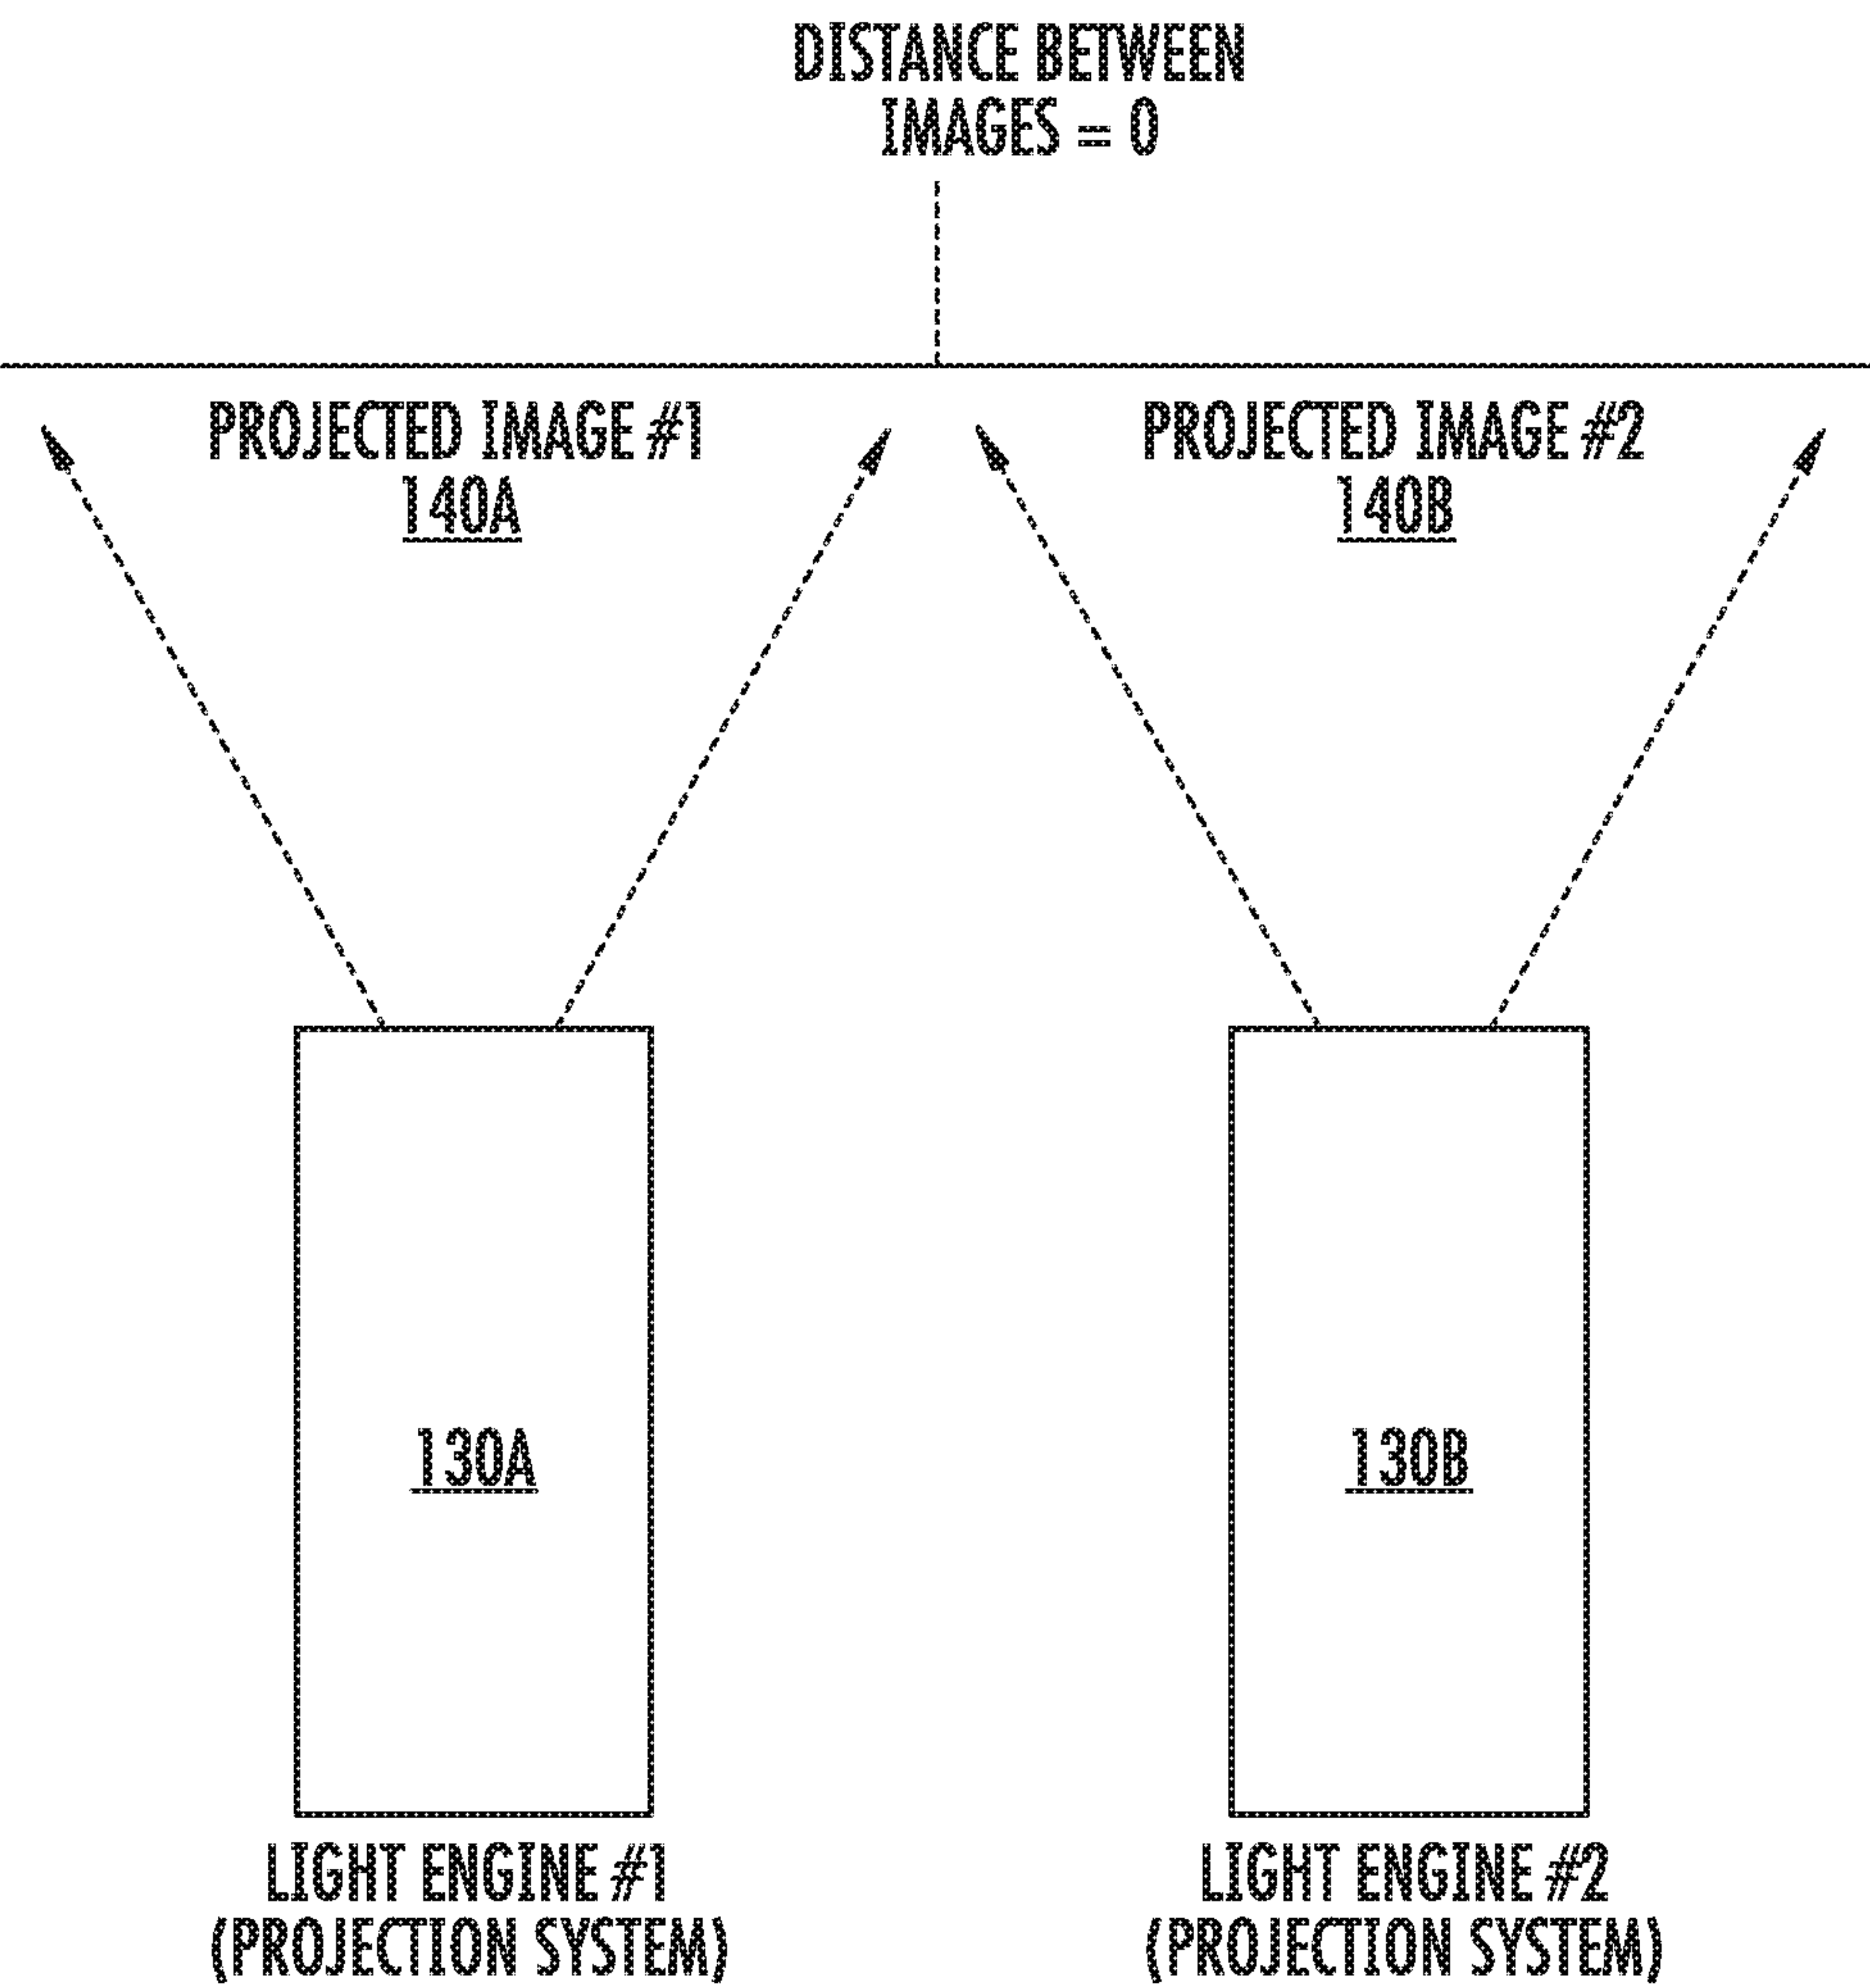 DISTANCE BETWEEN
IMAGES = 0
PROJECTED IMAGE #1
140A
PROJECTED IMAGE #2
140B
130A
130B
LIGHT ENGINE #1
(PROJECTION SYSTEM)
LIGHT ENGINE #2
(PROJECTION SYSTEM)